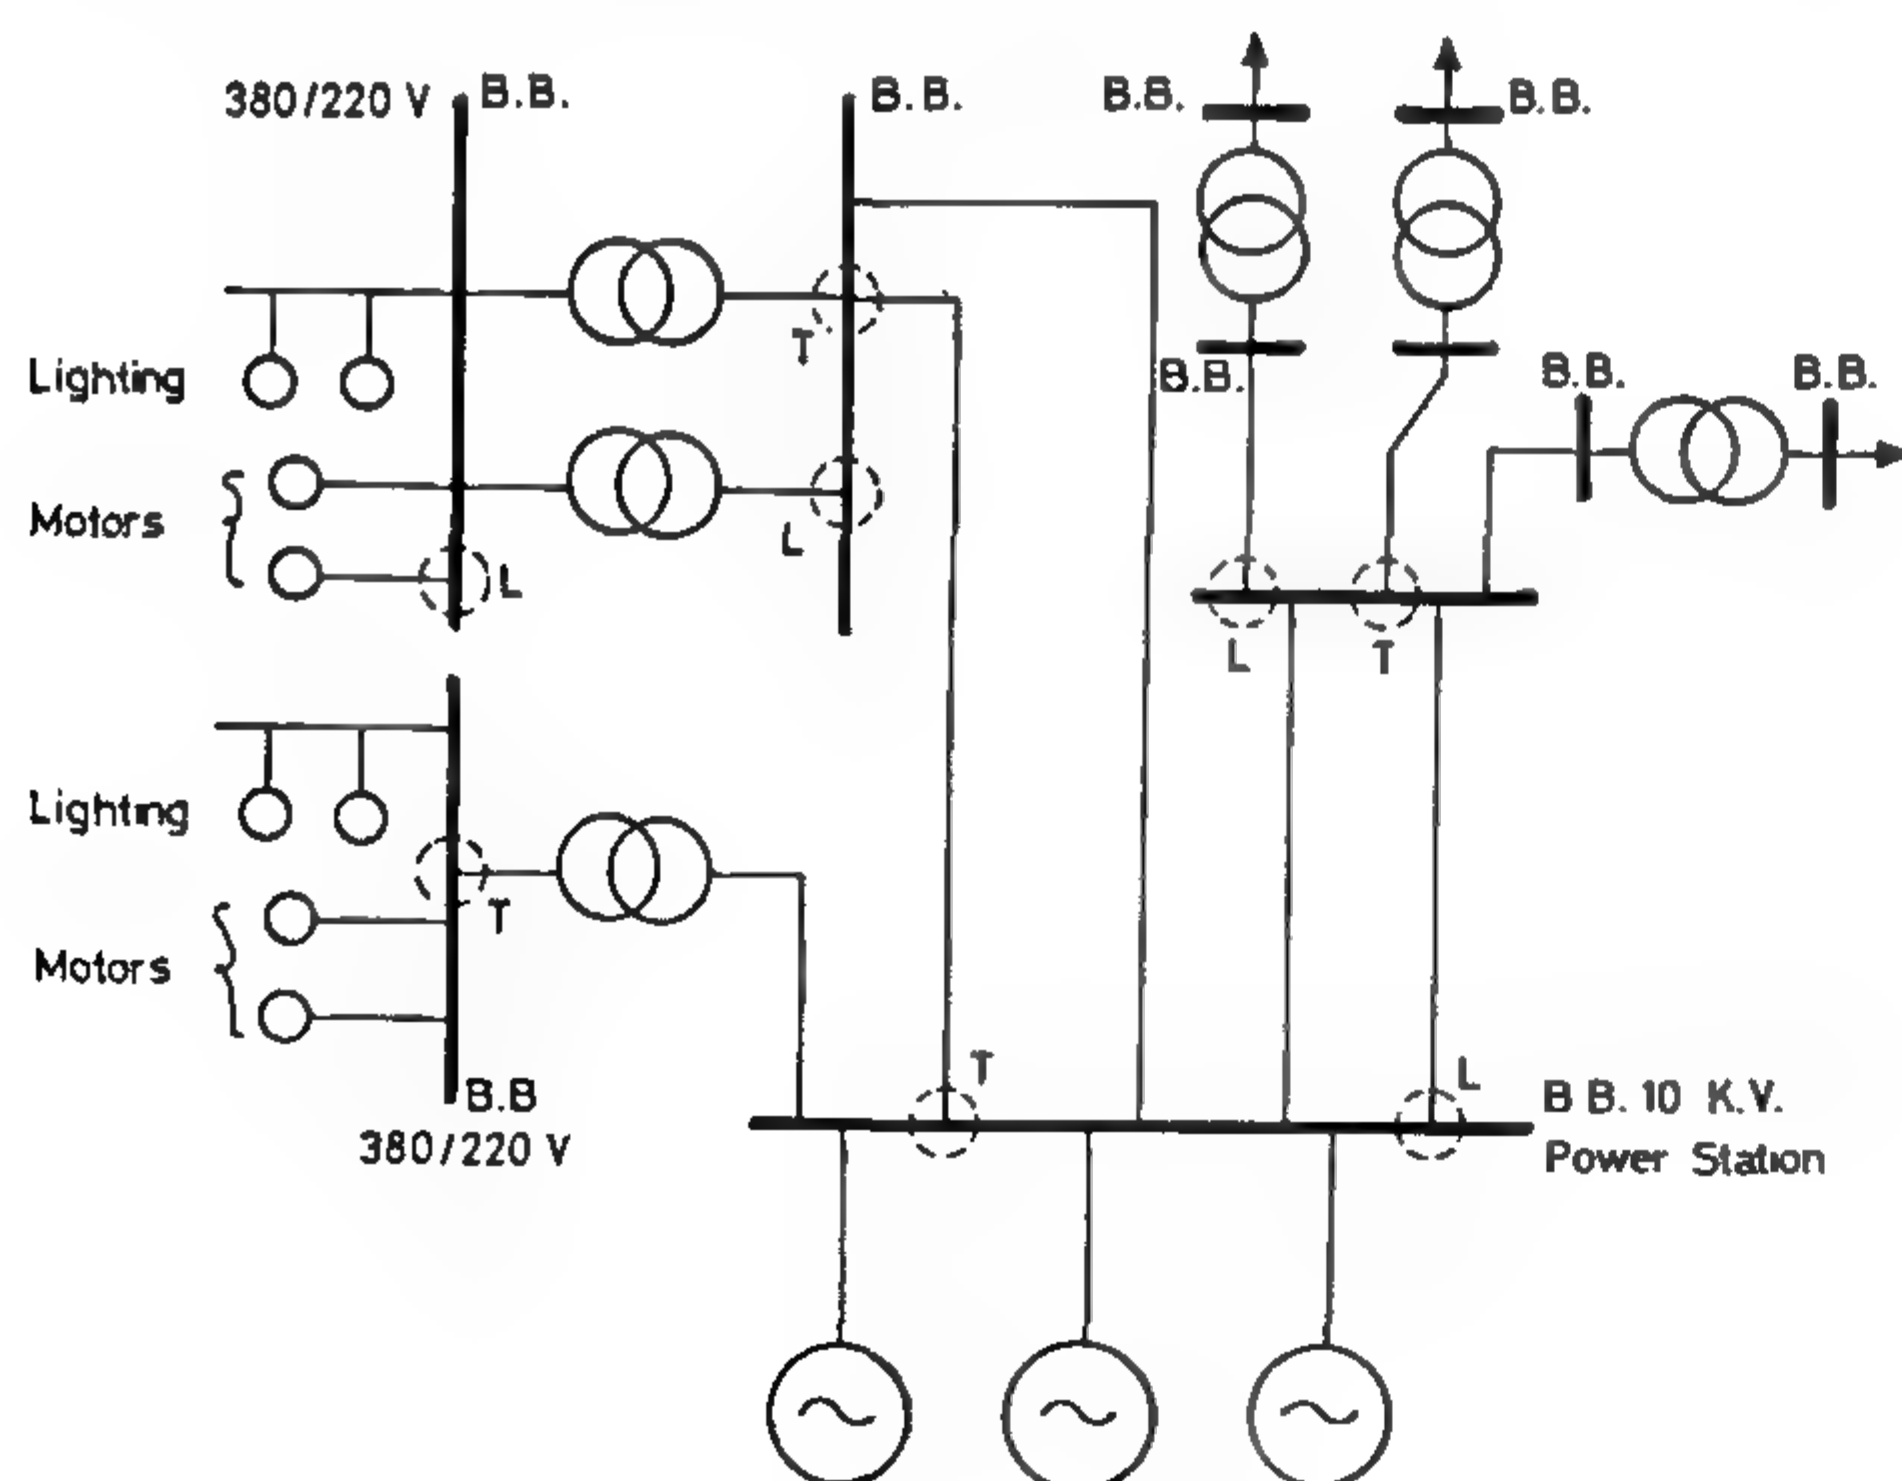 380/220 V B.B.
B.B.
B.B.
B.B.
T
B.B.
B.B.
B.B.
Lighting
Motors
L
L
L
T
Lighting
T
Motors
T
L
B.B
380/220 V
B B. 10 K.V.
Power Station